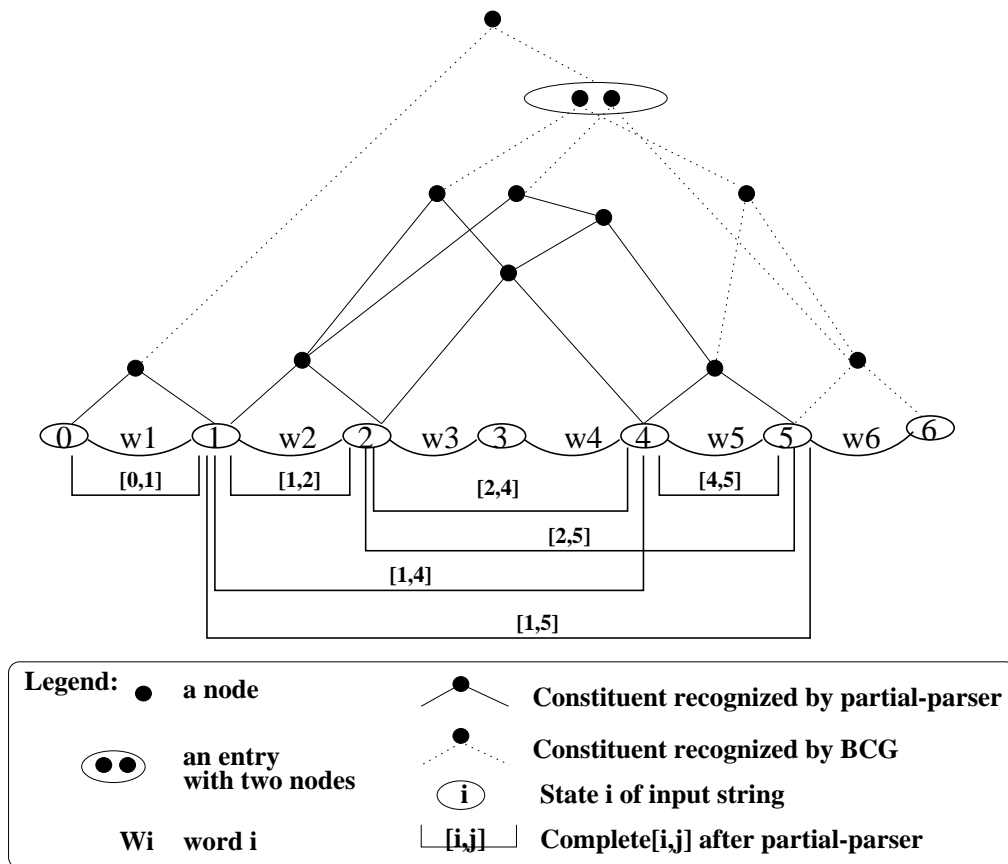 0 w1 1 w2 2 w3 3 w4 4 w5 5 w6 6
[0,1] [1,2] [2,4] [4,5]
[2,5]
[1,4]
[1,5]
Legend:
a node
Constituent recognized by partial-parser
an entry
with two nodes
Constituent recognized by BCG
i State i of input string
Wi word i
[i,j] Complete[i,j] after partial-parser